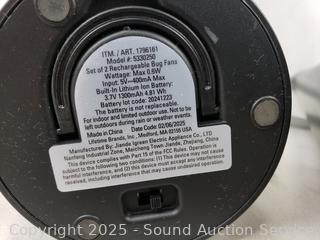 ITM. / ART. 1796161
Model: 5330250
Set of 2 Rechargeable Bug Fans
Wattage: Max 0.6W
Input: 5V⎓400mA Max
Built-In Lithium Ion Battery:
3.7V 1300mAh 4.81 Wh
Battery lot code: 20241223
The battery is not replaceable.
For indoor and limited outdoor use. Not to be
left outdoors during rain or weather events.
Made in China Date: 02/06/2025
Lifetime Brands, Inc., Medford, MA 02155 USA
Manufactured By: Jiande Igreen Electric Appliance Co., LTD
Nanfeng Industrial Zone, Maicheng Town Jiande, Zhejiang, China
This device complies with Part 15 of the FCC Rules. Operation is
subject to the following two conditions: (1) This device may not cause
harmful interference, and (2) this device must accept any interference
received, including interference that may cause undesired operation.
Copyright 2025 - Sound Auction Service